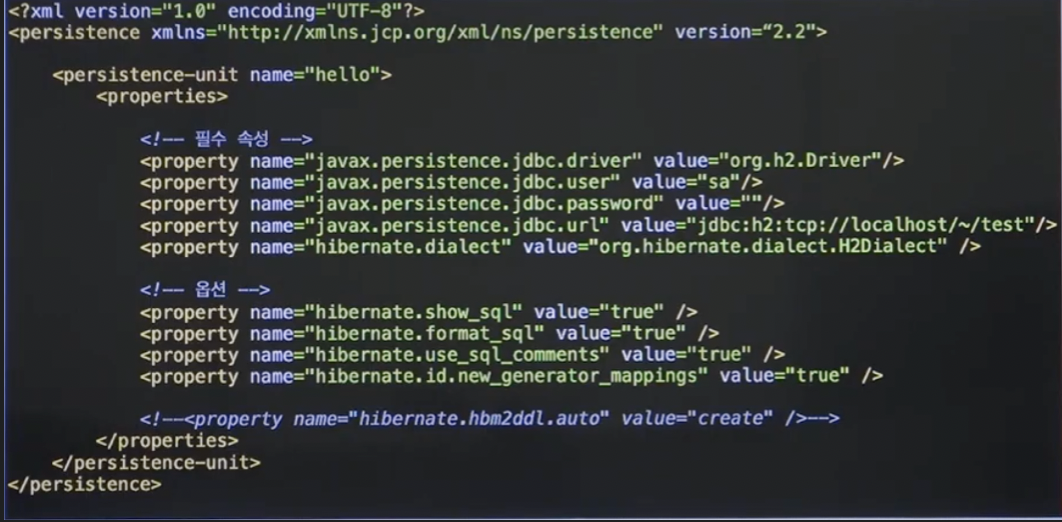 <?xml version="1.0" encoding="UTF-8"?>
<persistence xmlns="http://xmlns.jcp.org/xml/ns/persistence" version=“2.2">
<persistence-unit name="hello">
<properties>
<!-- 필수 속성 -->
<property name="javax.persistence.jdbc.driver" value="org.h2.Driver"/>
<property name="javax.persistence.jdbc.user" value="sa"/>
<property name="javax.persistence.jdbc.password" value=""/>
<property name="javax.persistence.jdbc.url" value="jdbc:h2:tcp://localhost/~/test"/>
<property name="hibernate.dialect" value="org.hibernate.dialect.H2Dialect" />
<!-- 옵션 -->
<property name="hibernate.show_sql" value="true" />
<property name="hibernate.format_sql" value="true" />
<property name="hibernate.use_sql_comments" value="true" />
<property name="hibernate.id.new_generator_mappings" value="true" />
<!--<property name="hibernate.hbm2ddl.auto" value="create" />-->
</properties>
</persistence-unit>
</persistence>